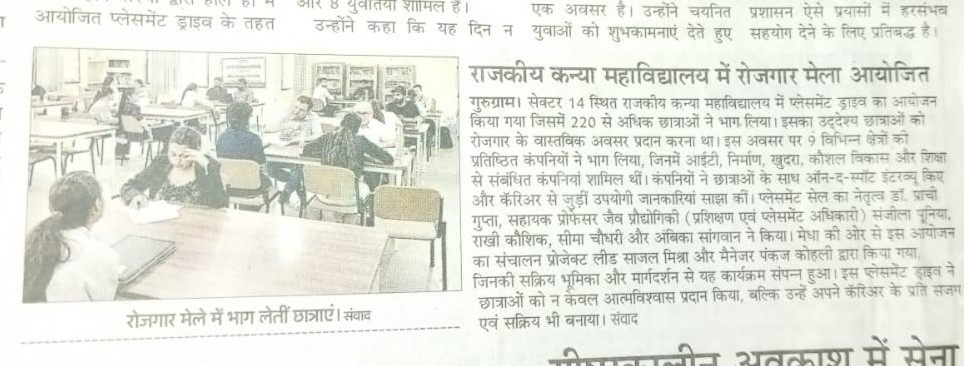 और 8 युवतियां शामिल हैं।
आयोजित प्लेसमेंट ड्राइव के तहत
उन्होंने कहा कि यह दिन न
एक अवसर है। उन्होंने चयनित
युवाओं को शुभकामनाएं देते हुए
प्रशासन ऐसे प्रयासों में हरसंभव
सहयोग देने के लिए प्रतिबद्ध है।
रोजगार मेले में भाग लेतीं छात्राएं। संवाद
राजकीय कन्या महाविद्यालय में रोजगार मेला आयोजित
गुरुग्राम। सेक्टर 14 स्थित राजकीय कन्या महाविद्यालय में प्लेसमेंट ड्राइव का आयोजन
किया गया जिसमें 220 से अधिक छात्राओं ने भाग लिया। इसका उद्देश्य छात्राओं को
रोजगार के वास्तविक अवसर प्रदान करना था। इस अवसर पर 9 विभिन्न क्षेत्रों की
प्रतिष्ठित कंपनियों ने भाग लिया, जिनमें आईटी, निर्माण, खुदरा, कौशल विकास और शिक्षा
से संबंधित कंपनियां शामिल थीं। कंपनियों ने छात्राओं के साथ ऑन-द-स्पॉट इंटरव्यू किए
और कॅरिअर से जुड़ीं उपयोगी जानकारियां साझा कीं। प्लेसमेंट सेल का नेतृत्व डॉ. प्राची
गुप्ता, सहायक प्रोफेसर जैव प्रौद्योगिकी (प्रशिक्षण एवं प्लेसमेंट अधिकारी) संजोला पूनिया,
राखी कौशिक, सीमा चौधरी और अंबिका सांगवान ने किया। मेधा की ओर से इस आयोजन
का संचालन प्रोजेक्ट लीड साजल मिश्रा और मैनेजर पंकज कोहली द्वारा किया गया,
जिनकी सक्रिय भूमिका और मार्गदर्शन से यह कार्यक्रम संपन्न हुआ। इस प्लेसमेंट ड्राइव ने
छात्राओं को न केवल आत्मविश्वास प्रदान किया, बल्कि उन्हें अपने कॅरिअर के प्रति सजग
एवं सक्रिय भी बनाया। संवाद
अवकाश में सेना